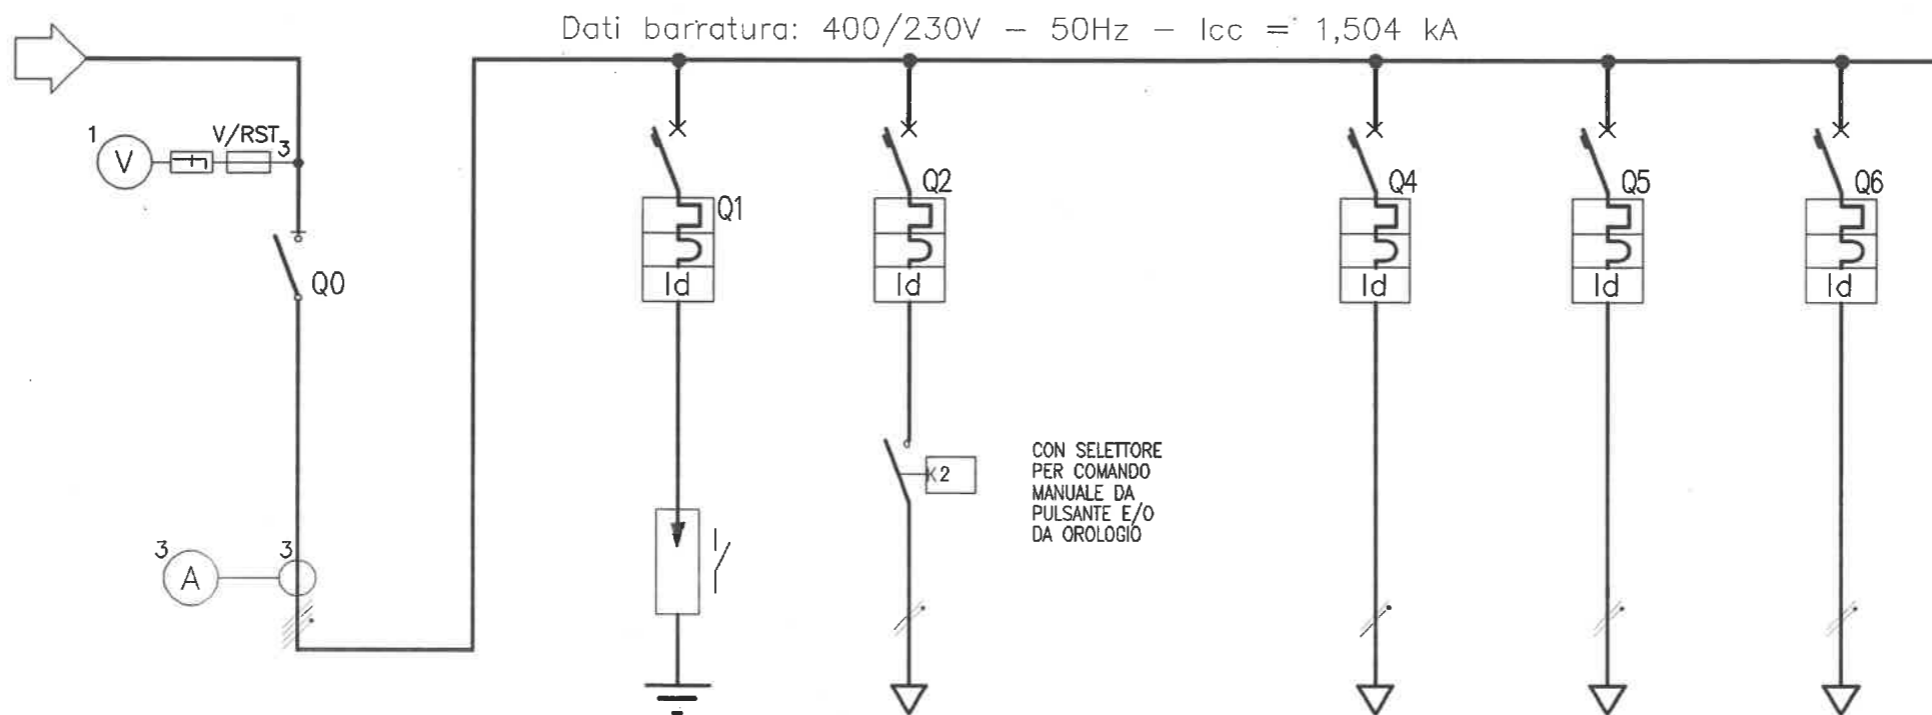 Dati barratura: 400/230V - 50Hz - Icc = 1,504 kA
1
V
V/RST
3
Q0
3
A
3
Q1
Id
Q2
Id
K2
CON SELETTORE
PER COMANDO
MANUALE DA
PULSANTE E/O
DA OROLOGIO
Q4
Id
Q5
Id
Q6
Id